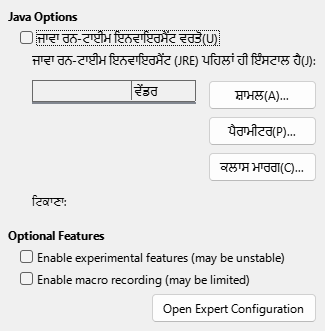 Java Options
ਜਾਵਾ ਰਨ-ਟਾਈਮ ਇਨਵਾਇਰਮੈਂਟ ਵਰਤੋ(U)
ਜਾਵਾ ਰਨ-ਟਾਈਮ ਇਨਵਾਇਰਮੈਂਟ (JRE) ਪਹਿਲਾਂ ਹੀ ਇੰਸਟਾਲ ਹੈ(J):
ਵੇਂਡਰ
ਸ਼ਾਮਲ(A)...
ਪੈਰਾਮੀਟਰ(P)...
ਕਲਾਸ ਮਾਰਗ(C)...
ਟਿਕਾਣਾ:
Optional Features
Enable experimental features (may be unstable)
Enable macro recording (may be limited)
Open Expert Configuration